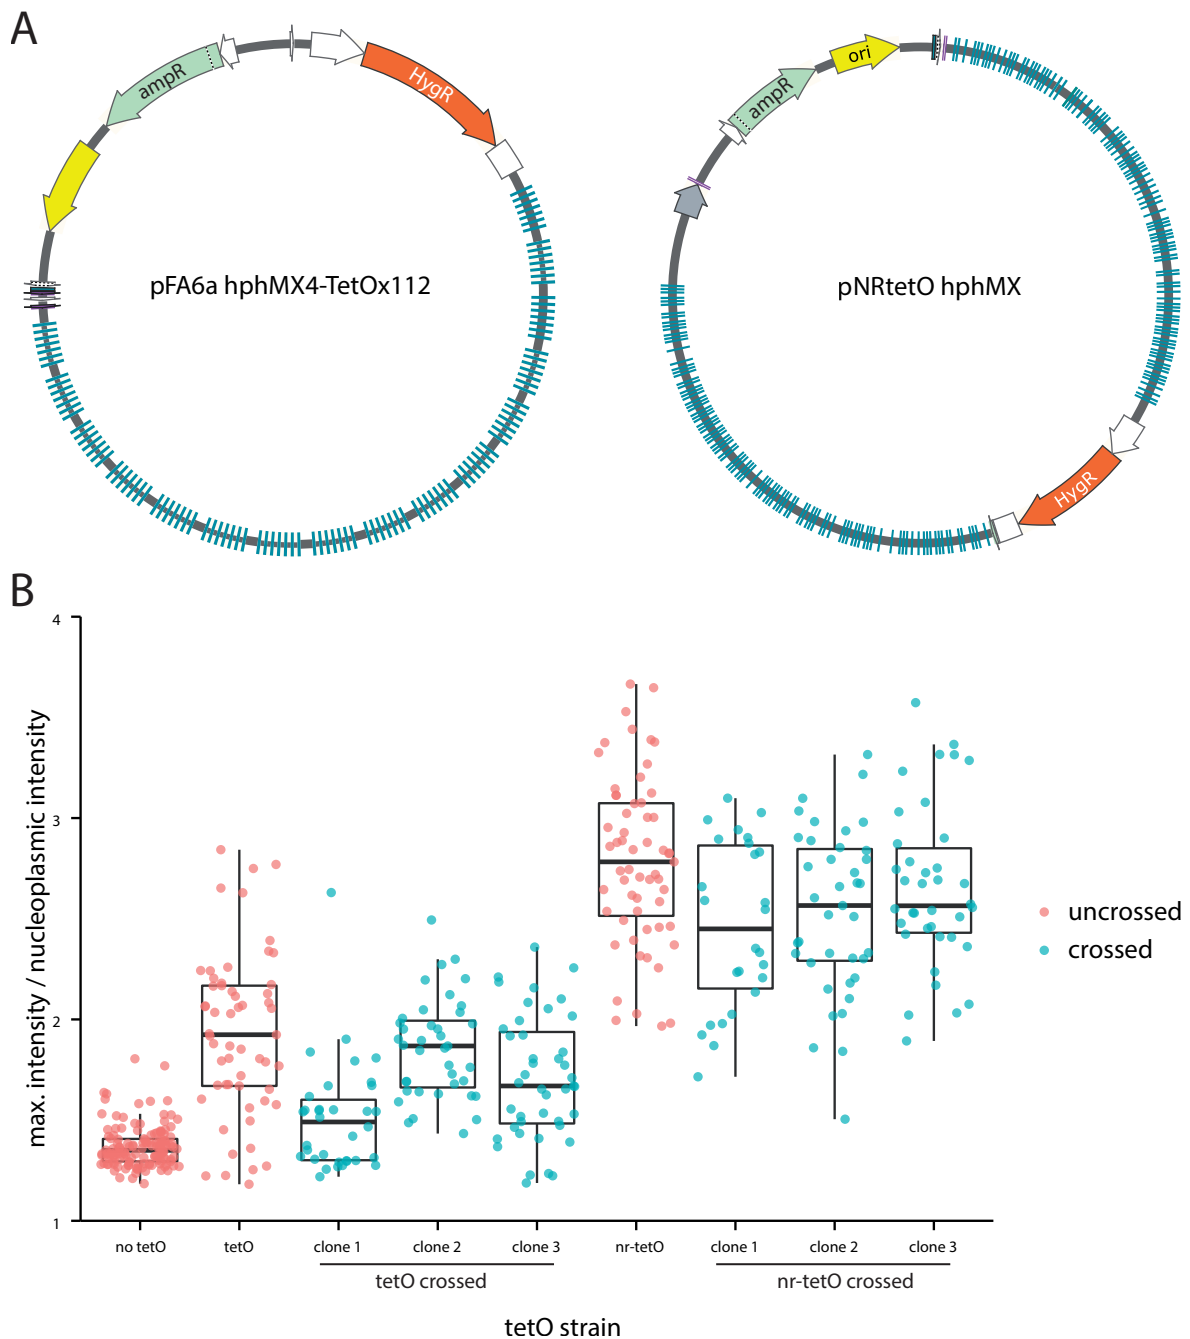 A
ampR
HygR
pFA6a hphMX4-TetOx112
ori
ampR
pNRtetO hphMX
HygR
B
max. intensity / nucleoplasmic intensity
4
3
2
1
no tetO
tetO
clone 1
clone 2
clone 3
nr-tetO
clone 1
clone 2
clone 3
tetO crossed
nr-tetO crossed
tetO strain
uncrossed
crossed